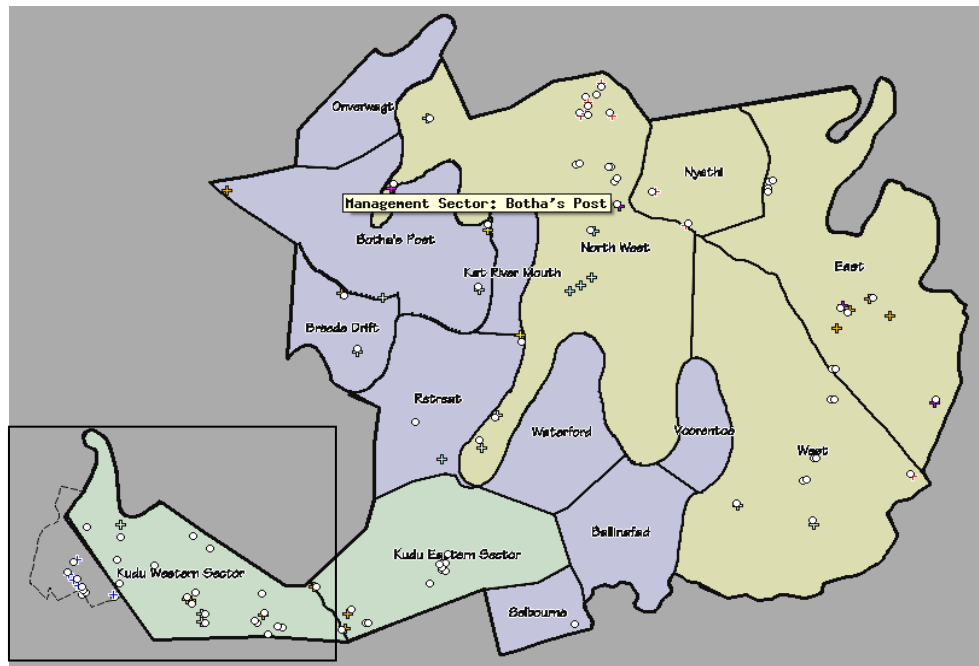 Onverwagt
Nyathi
Management Sector: Botha's Post
Botha's Post
North West
Kat River Mouth
East
Breede Drift
Retreat
Waterford
Voorentoe
West
Ballinafad
Kudu Eastern Sector
Kudu Western Sector
Selbourne